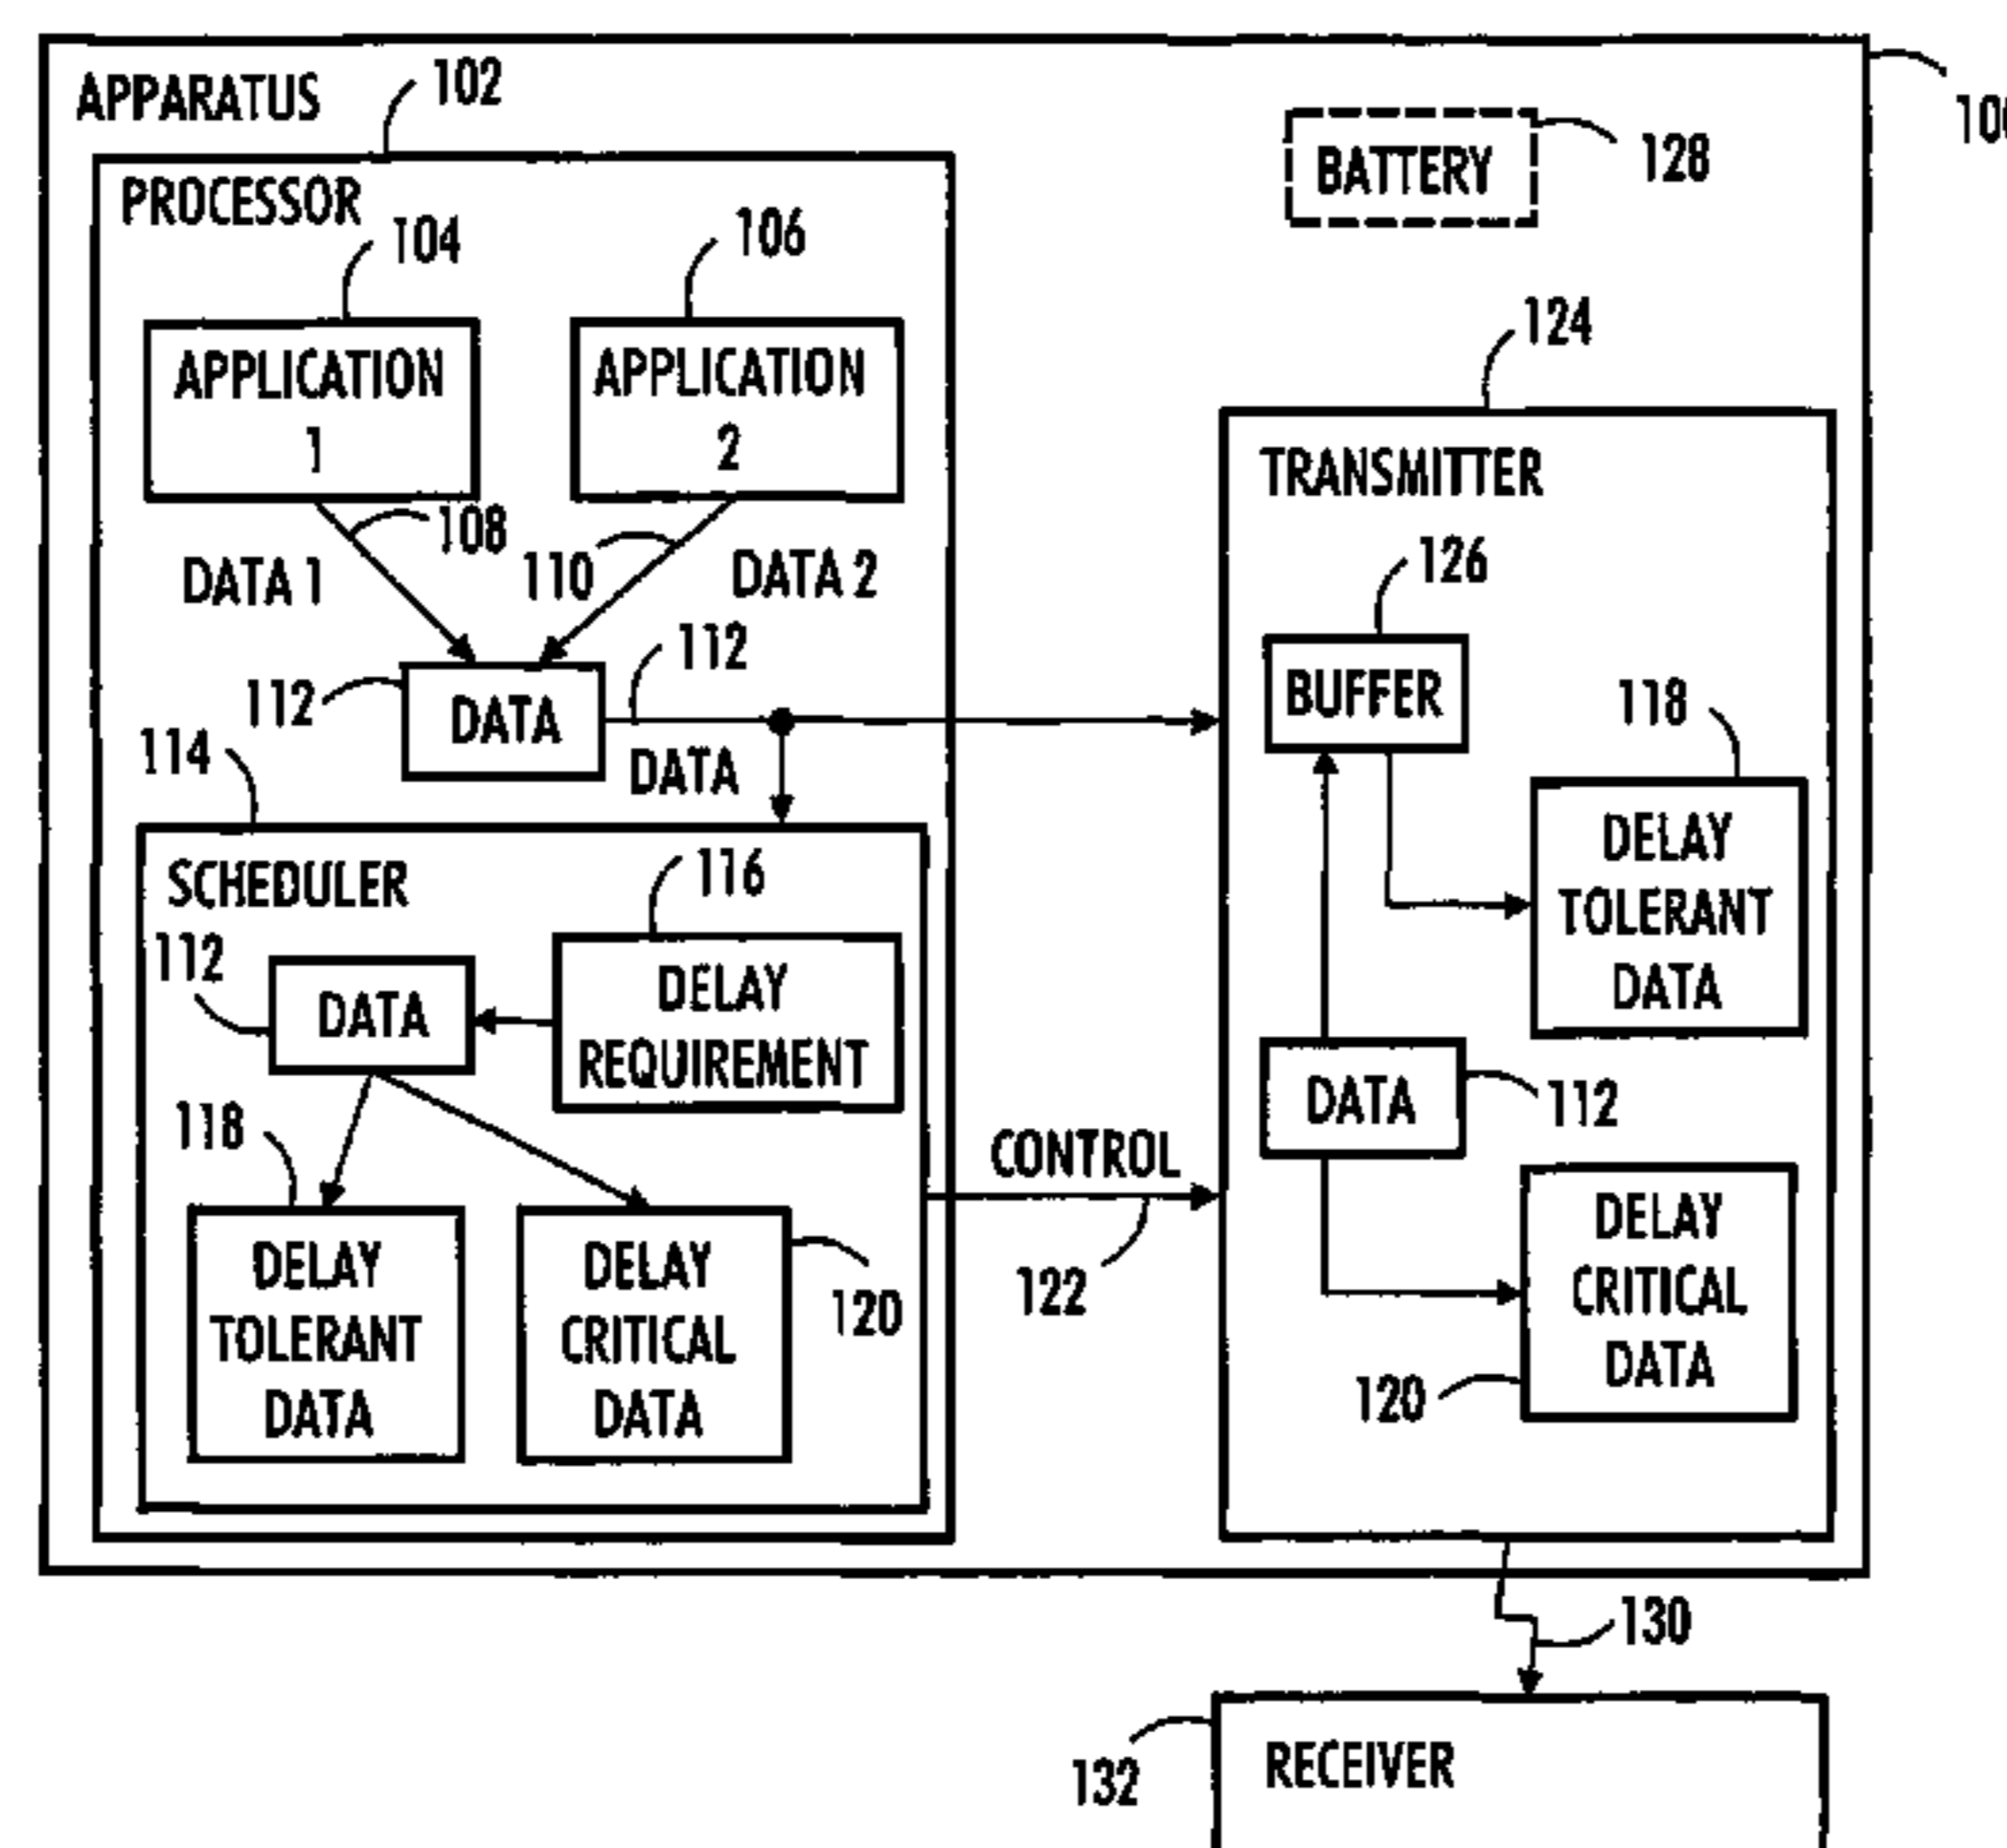 APPARATUS
102
PROCESSOR
104
106
APPLICATION
1
APPLICATION
2
108
110
DATA 1
DATA 2
112
112
DATA
DATA
114
SCHEDULER
116
112
DATA
DELAY
REQUIREMENT
118
DELAY
TOLERANT
DATA
DELAY
CRITICAL
DATA
120
CONTROL
122
BATTERY
128
124
TRANSMITTER
126
BUFFER
118
DELAY
TOLERANT
DATA
DATA
112
DELAY
CRITICAL
DATA
120
130
132
RECEIVER